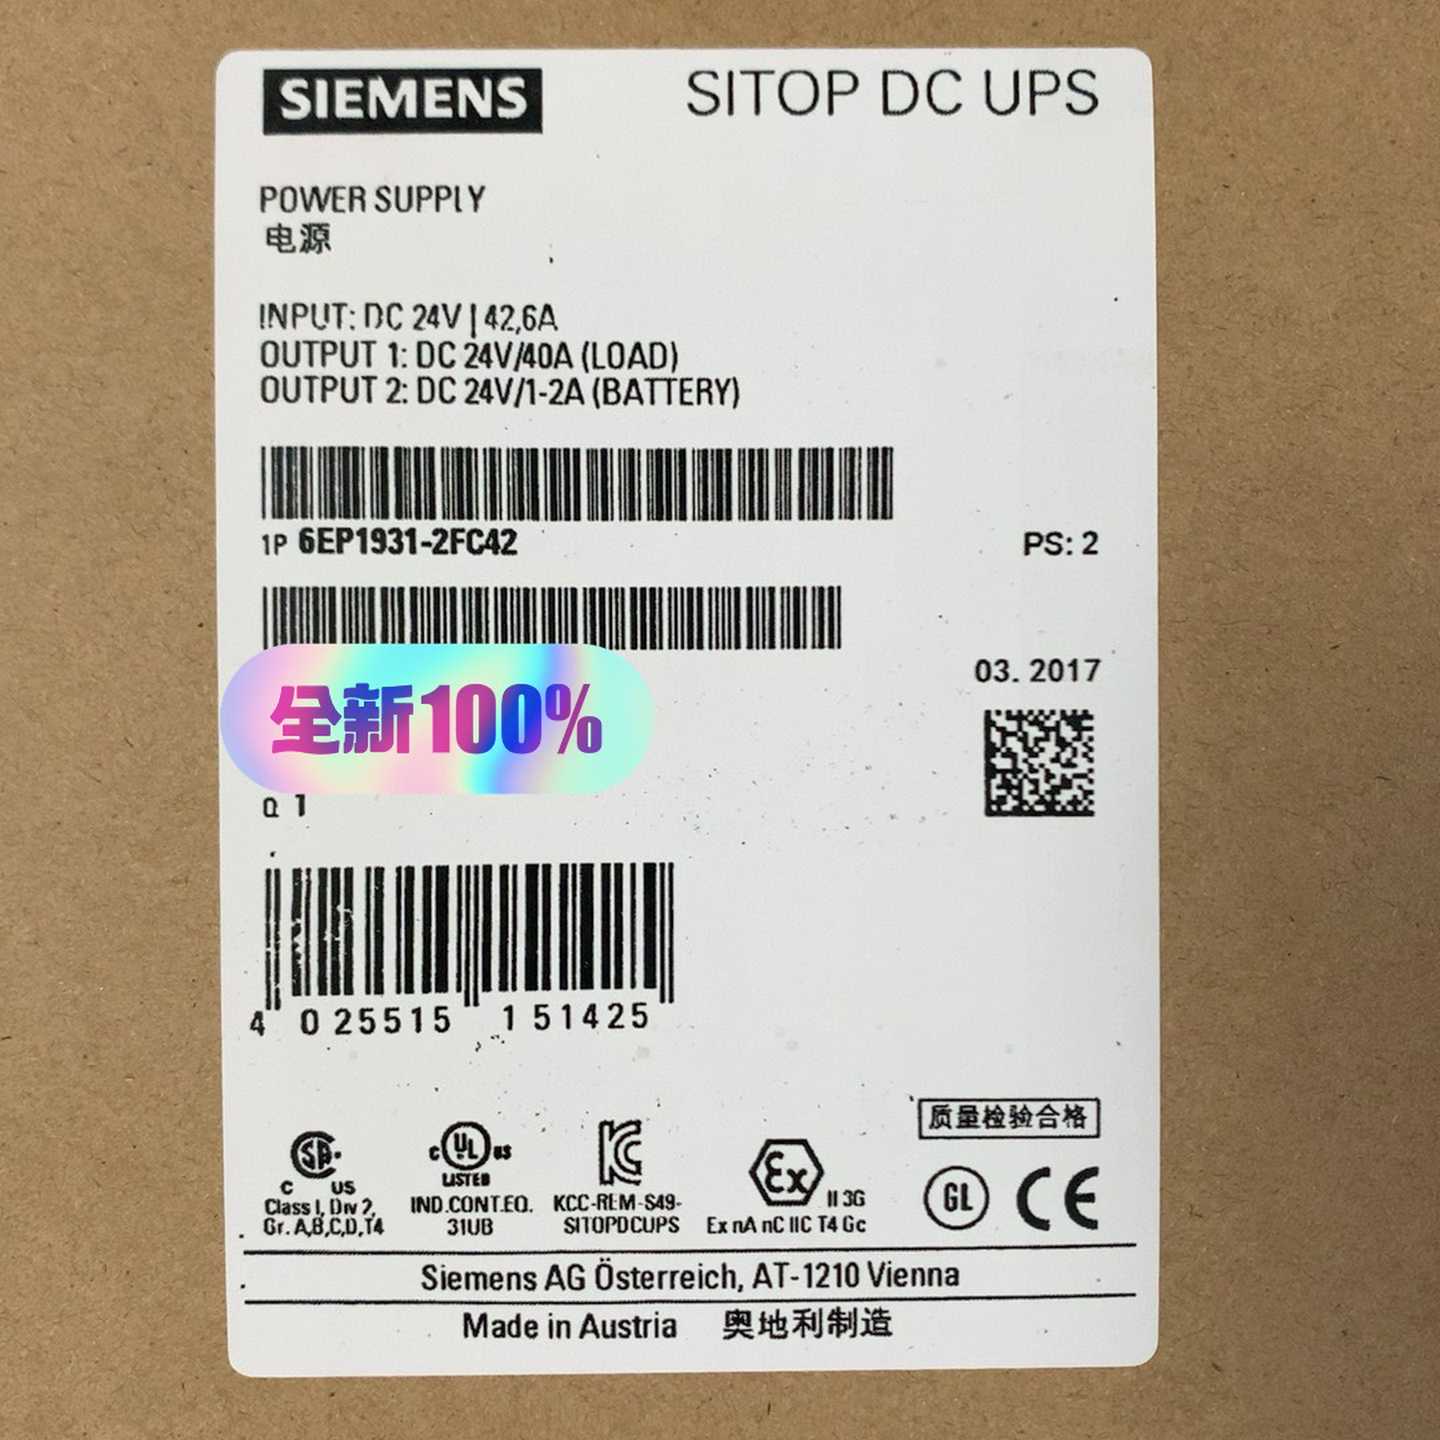 SIEMENS
SITOP DC UPS
POWER SUPPLY
电源
INPUT: DC 24V | 42,6A
OUTPUT 1: DC 24V/40A (LOAD)
OUTPUT 2: DC 24V/1-2A (BATTERY)
1P 6EP1931-2FC42
PS: 2
03. 2017
全新100%
Q 1
4 025515 151425
质量检验合格
SA
C US
Class I, Div 2,
Gr. A,B,C,D,T4
c UL us
LISTED
IND.CONT.EQ.
31UB
KC
KCC-REM-S49-
SITOPDCUPS
Ex II 3G
Ex nA nC IIC T4 Gc
GL CE
Siemens AG Österreich, AT-1210 Vienna
Made in Austria 奥地利制造